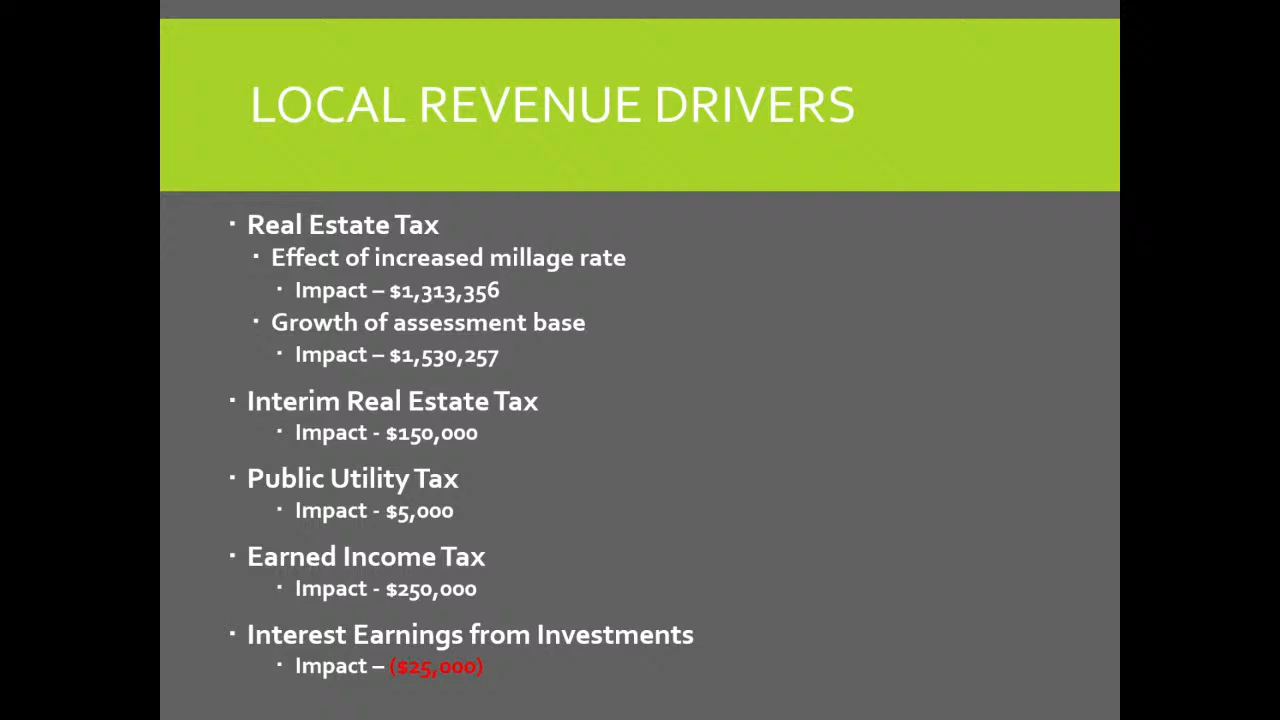 LOCAL REVENUE DRIVERS
▪ Real Estate Tax
▪ Effect of increased millage rate
▪ Impact – $1,313,356
▪ Growth of assessment base
▪ Impact – $1,530,257
▪ Interim Real Estate Tax
▪ Impact - $150,000
▪ Public Utility Tax
▪ Impact - $5,000
▪ Earned Income Tax
▪ Impact - $250,000
▪ Interest Earnings from Investments
▪ Impact – ($25,000)